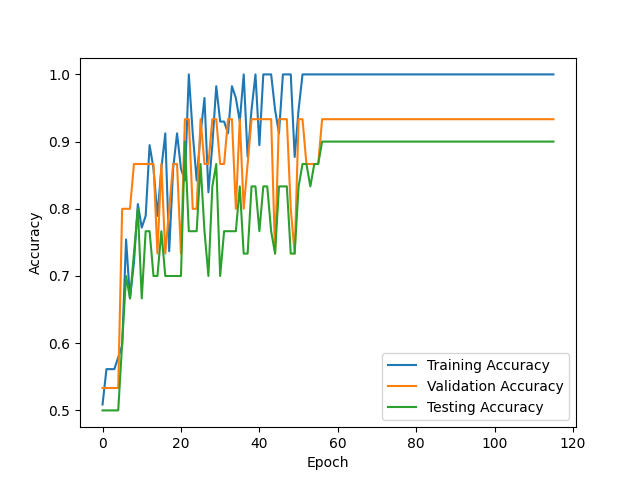 1.0
0.9
0.8
0.7
0.6
0.5
Accuracy
0 20 40 60 80 100 120
Epoch
Training Accuracy
Validation Accuracy
Testing Accuracy